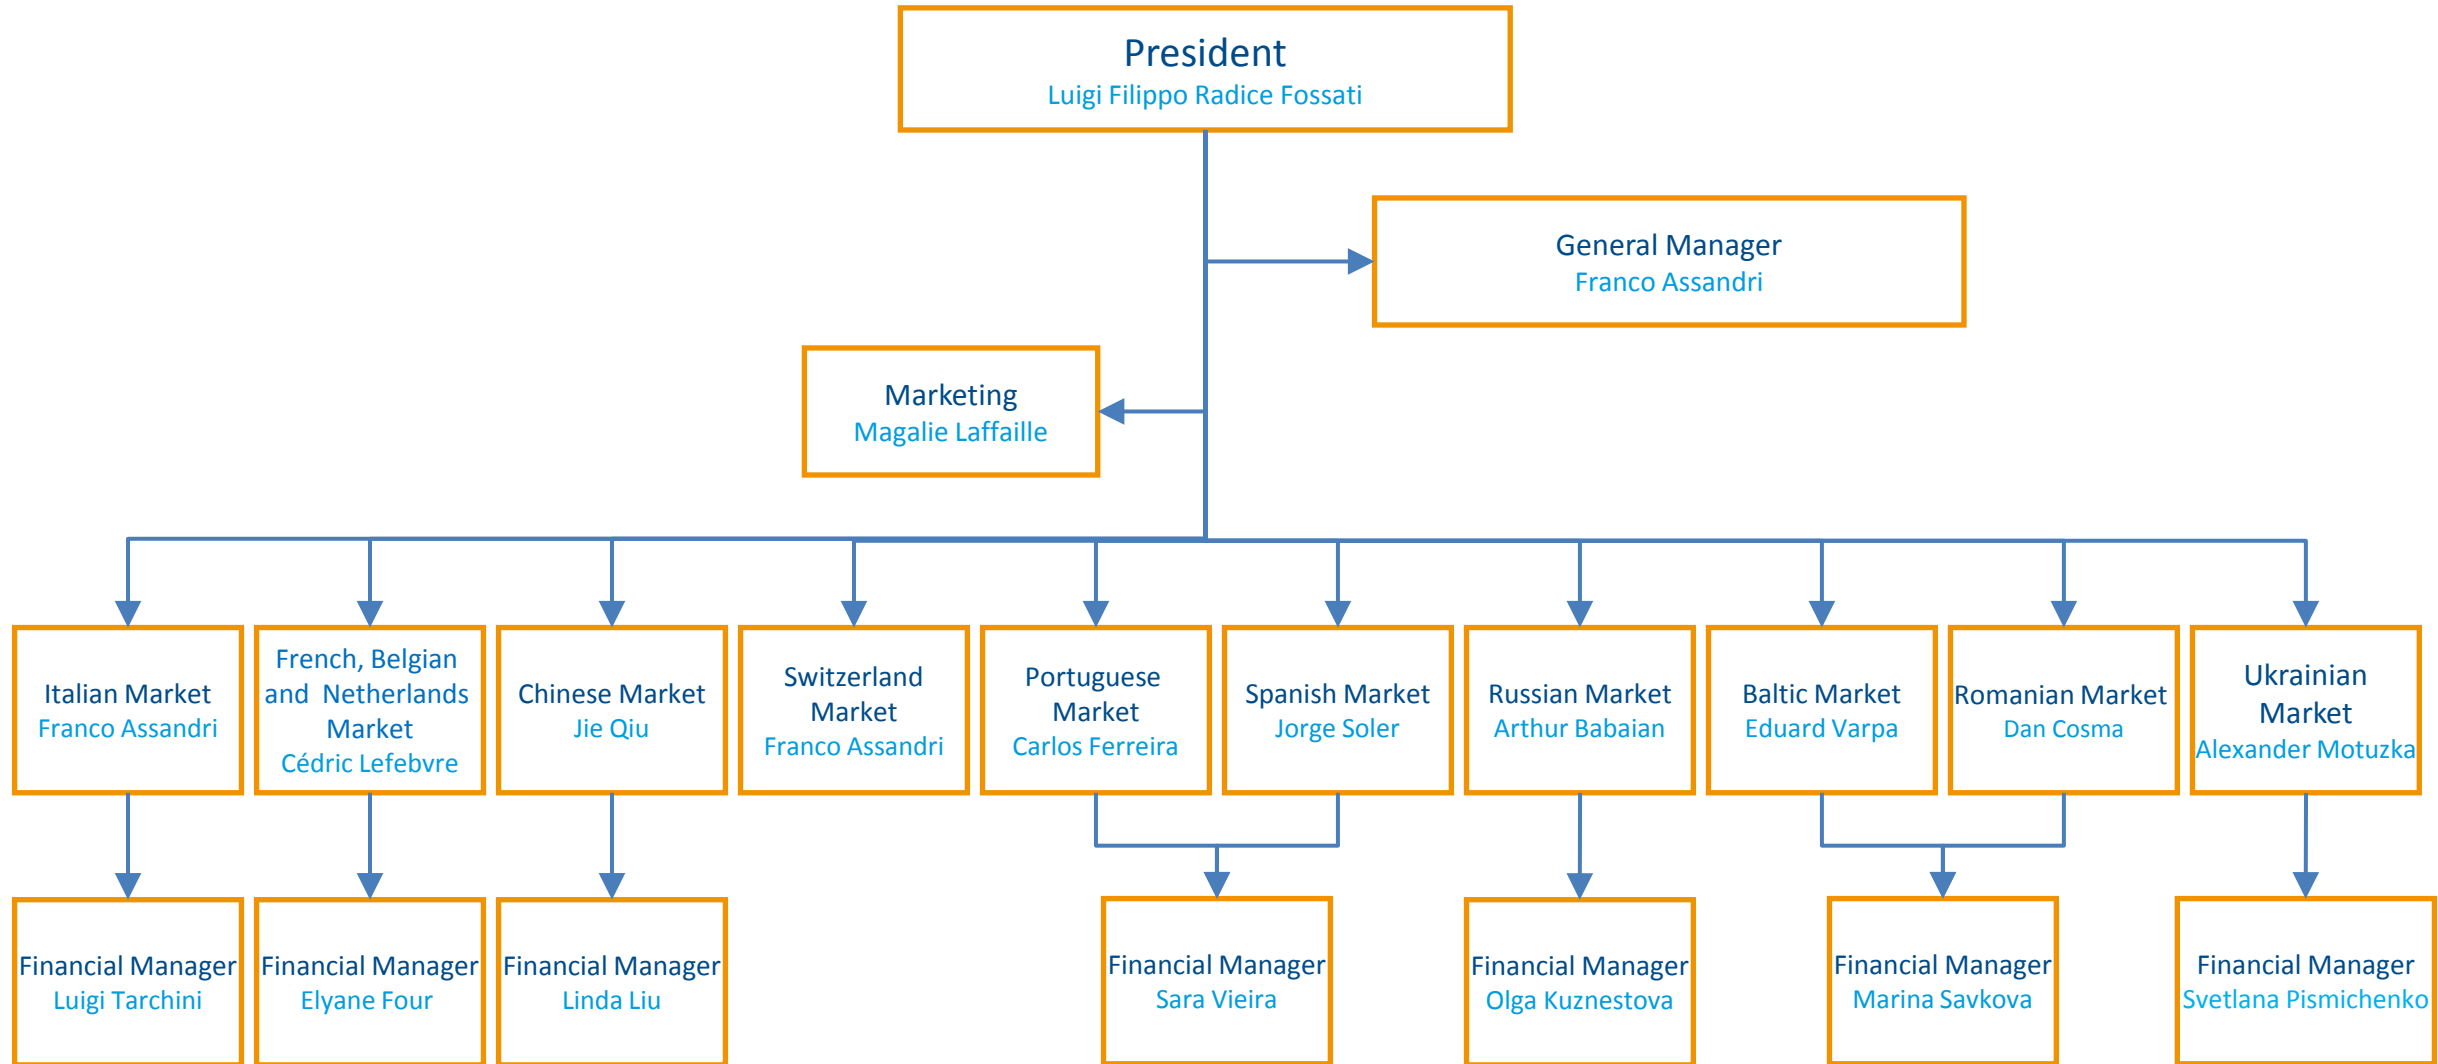 President
Luigi Filippo Radice Fossati
General Manager
Franco Assandri
Marketing
Magalie Laffaille
Italian Market
Franco Assandri
French, Belgian
and Netherlands
Market
Cédric Lefebvre
Chinese Market
Jie Qiu
Switzerland
Market
Franco Assandri
Portuguese
Market
Carlos Ferreira
Spanish Market
Jorge Soler
Russian Market
Arthur Babaian
Baltic Market
Eduard Varpa
Romanian Market
Dan Cosma
Ukrainian
Market
Alexander Motuzka
Financial Manager
Luigi Tarchini
Financial Manager
Elyane Four
Financial Manager
Linda Liu
Financial Manager
Sara Vieira
Financial Manager
Olga Kuznestova
Financial Manager
Marina Savkova
Financial Manager
Svetlana Pismichenko